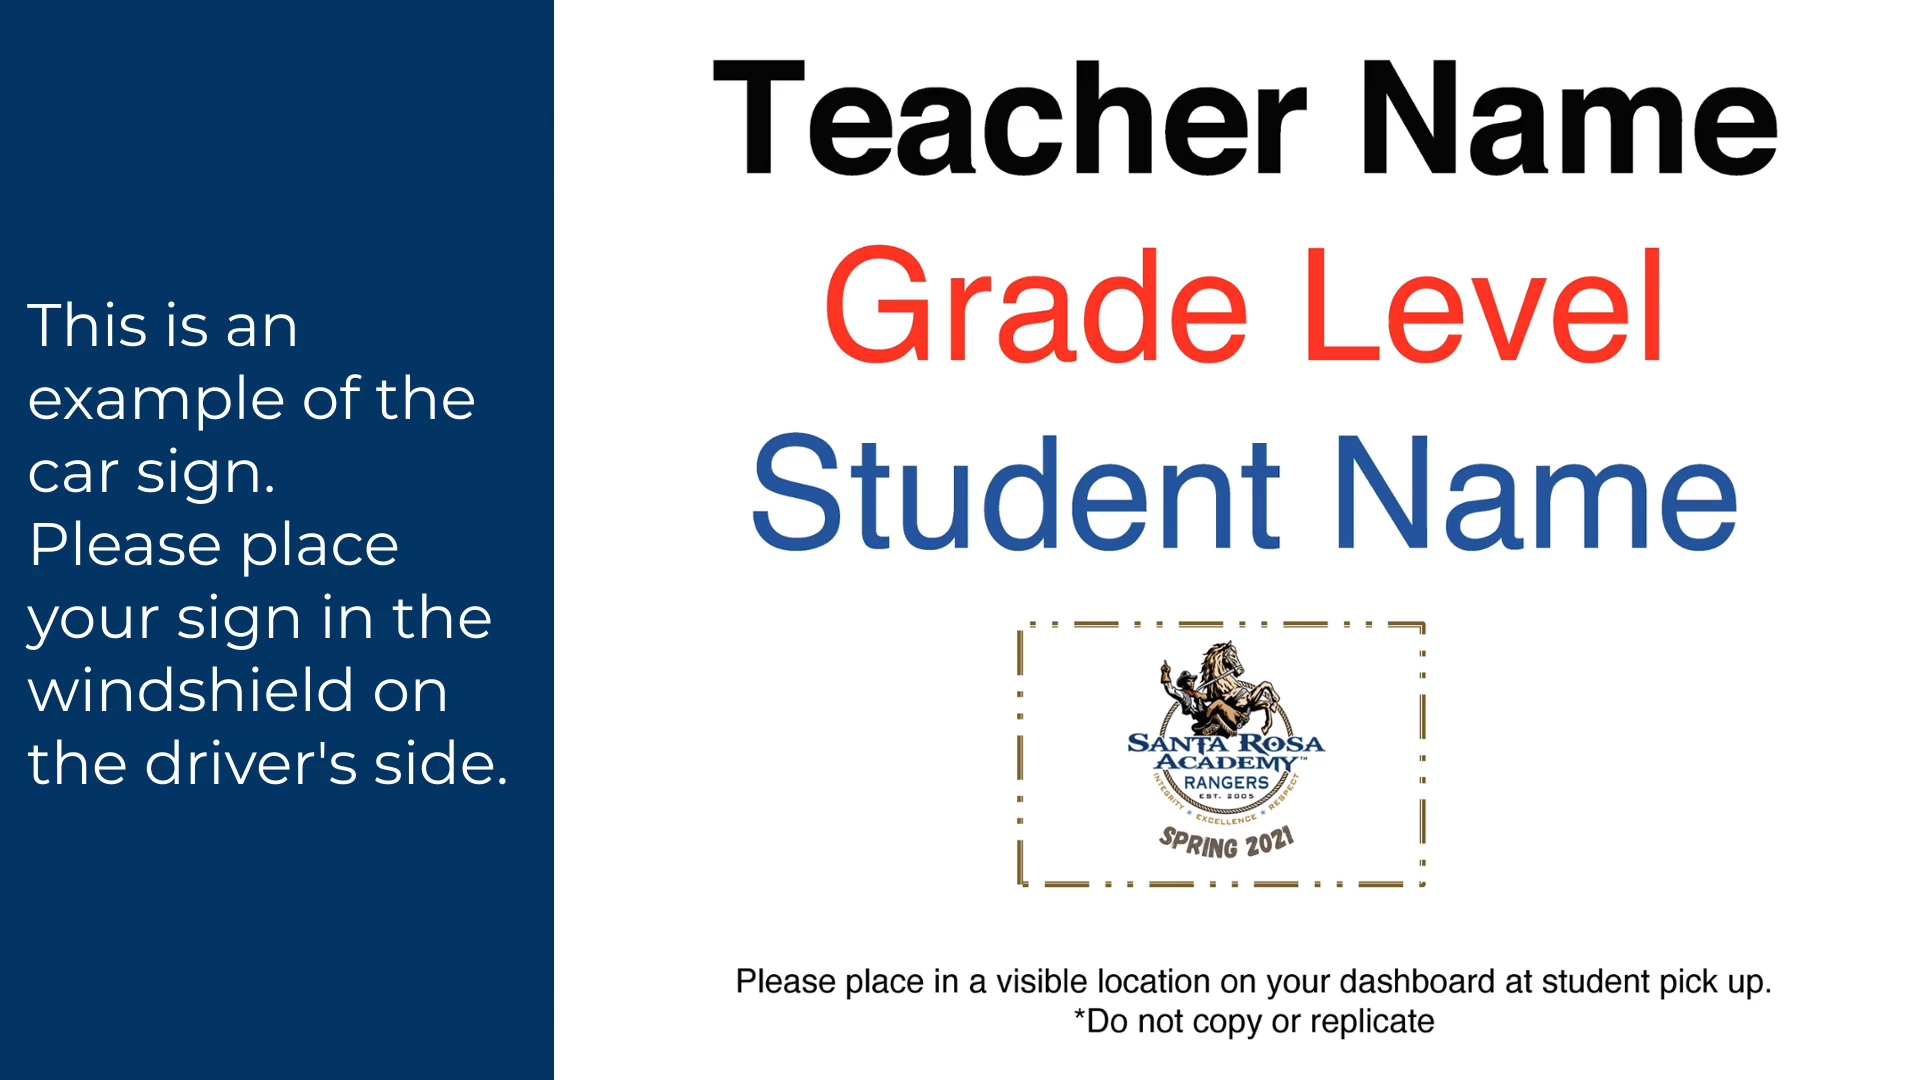 This is an
example of the
car sign.
Please place
your sign in the
windshield on
the driver's side.
Teacher Name
Grade Level
Student Name
SANTA ROSA
ACADEMY™
RANGERS
EST. 2005
INTEGRITY * EXCELLENCE * RESPECT
SPRING 2021
Please place in a visible location on your dashboard at student pick up.
*Do not copy or replicate